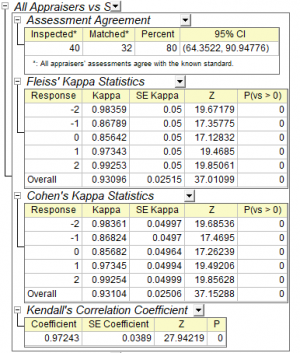 All Appraisers vs S
Assessment Agreement
Inspected* Matched* Percent 95% CI
40 32 80 (64.3522, 90.94776)
*: All appraisers' assessments agree with the known standard.
Fleiss' Kappa Statistics
Response Kappa SE Kappa Z P(vs > 0)
-2 0.98359 0.05 19.67179 0
-1 0.86789 0.05 17.35775 0
0 0.85642 0.05 17.12832 0
1 0.97343 0.05 19.4685 0
2 0.99253 0.05 19.85061 0
Overall 0.93096 0.02515 37.01099 0
Cohen's Kappa Statistics
Response Kappa SE Kappa Z P(vs > 0)
-2 0.98361 0.04997 19.68536 0
-1 0.86824 0.0497 17.4695 0
0 0.85682 0.04964 17.26239 0
1 0.97345 0.04994 19.49206 0
2 0.99254 0.04999 19.85628 0
Overall 0.93104 0.02506 37.15288 0
Kendall's Correlation Coefficient
Coefficient SE Coefficient Z P
0.97243 0.0389 27.94219 0